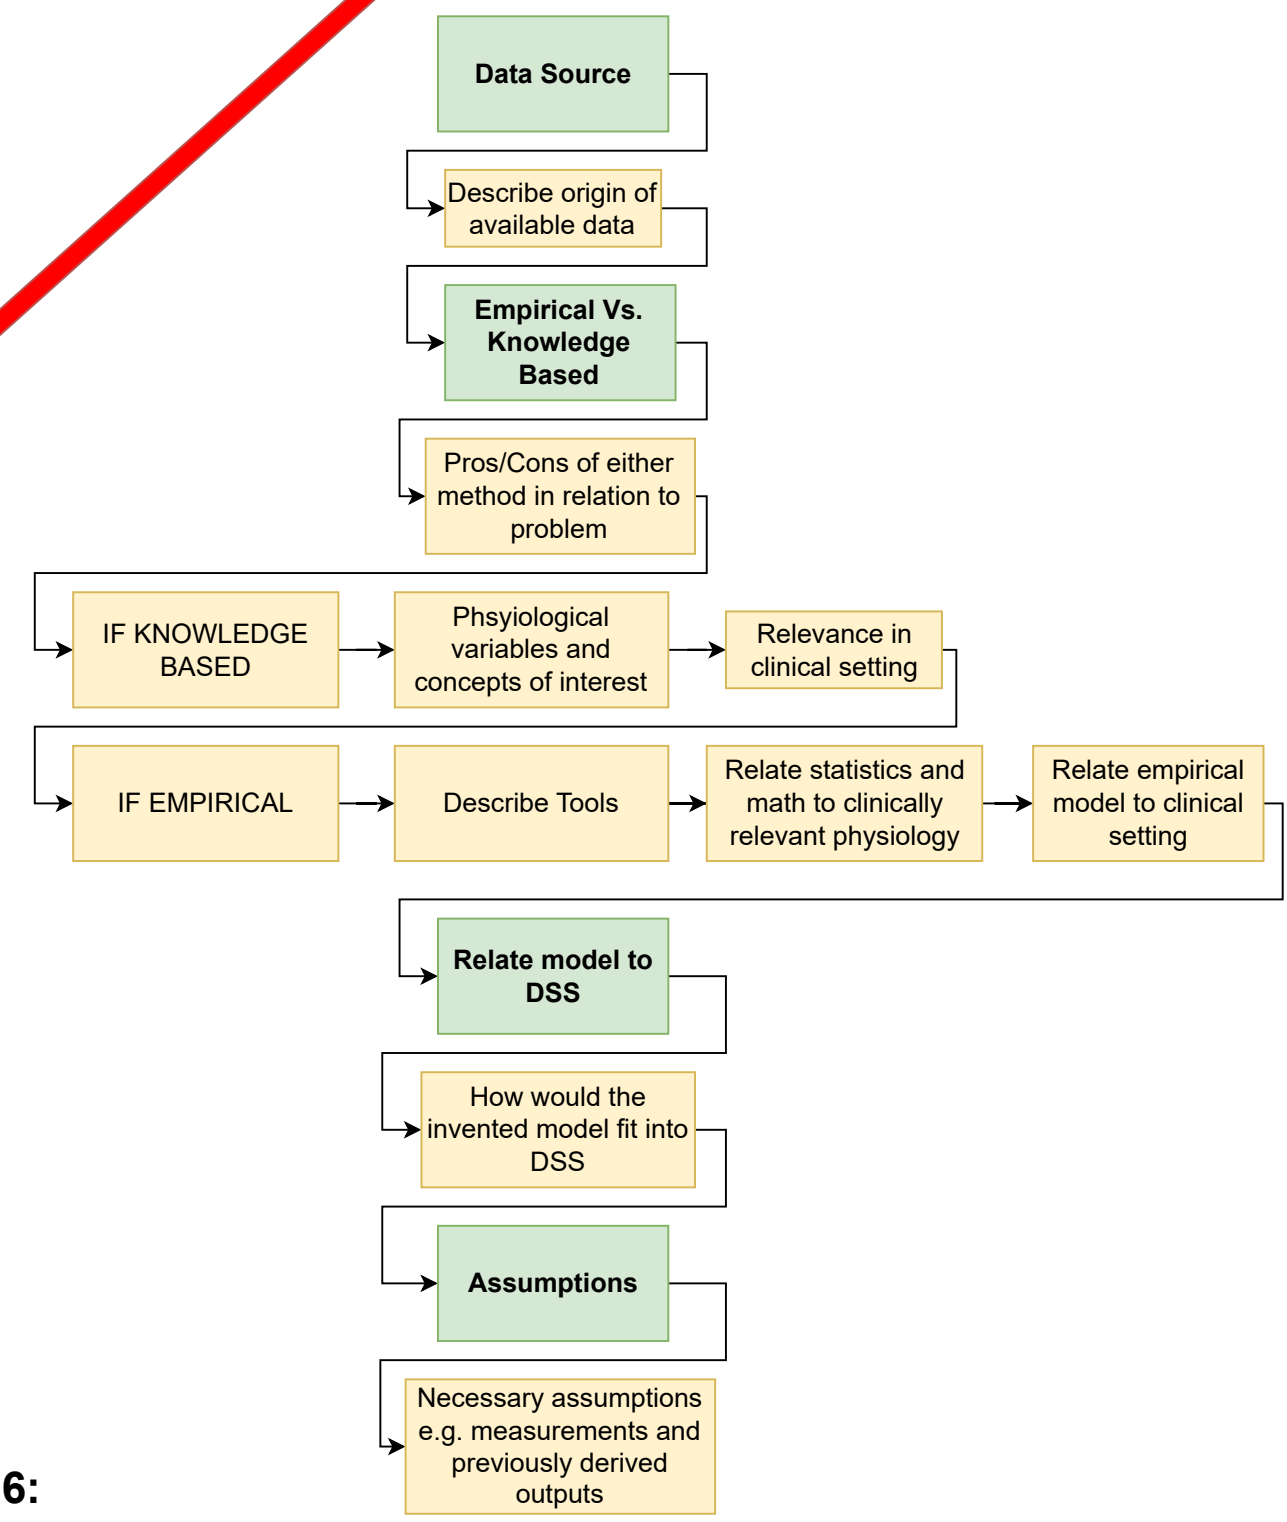 Data Source
Describe origin of
available data
Empirical Vs.
Knowledge
Based
Pros/Cons of either
method in relation to
problem
IF KNOWLEDGE
BASED
Phsyiological
variables and
concepts of interest
Relevance in
clinical setting
IF EMPIRICAL
Describe Tools
Relate statistics and
math to clinically
relevant physiology
Relate empirical
model to clinical
setting
Relate model to
DSS
How would the
invented model fit into
DSS
Assumptions
Necessary assumptions
e.g. measurements and
previously derived
outputs
6: